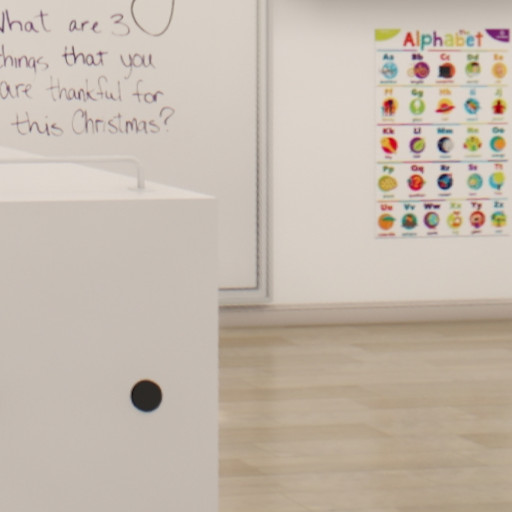 What are 3
things that you
are thankful for
this Christmas?
Alphabet
Aa Bb Cc Dd Ee
Ff Gg Hh Ii Jj
Kk Ll Mm Nn Oo
Pp Qq Rr Ss Tt
Uu Vv Ww Xx Yy Zz